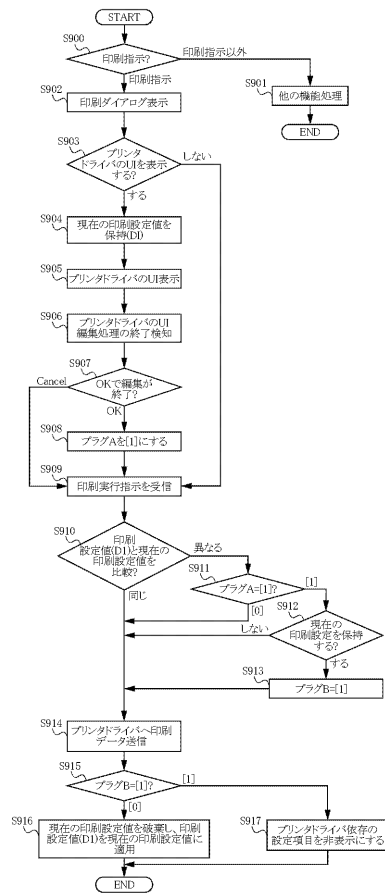 START
S900
印刷指示?
印刷指示以外
印刷指示
S901
他の機能処理
END
S902
印刷ダイアログ表示
S903
プリンタ
ドライバのUIを表示
する?
しない
する
S904
現在の印刷設定値を
保持(DI)
S905
プリンタドライバのUI表示
S906
プリンタドライバのUI
編集処理の終了検知
S907
Cancel
OKで編集が
終了?
OK
S908
フラグAを[1]にする
S909
印刷実行指示を受信
S910
印刷
設定値(D1)と現在の
印刷設定値を
比較?
異なる
同じ
S911
フラグA=[1]?
[1]
[0]
S912
現在の
印刷設定を保持
する?
しない
する
S913
フラグB=[1]
S914
プリンタドライバへ印刷
データ送信
S915
フラグB=[1]?
[1]
[0]
S916
現在の印刷設定値を破棄し、印刷
設定値(D1)を現在の印刷設定値に
適用
S917
プリンタドライバ依存の
設定項目を非表示にする
END